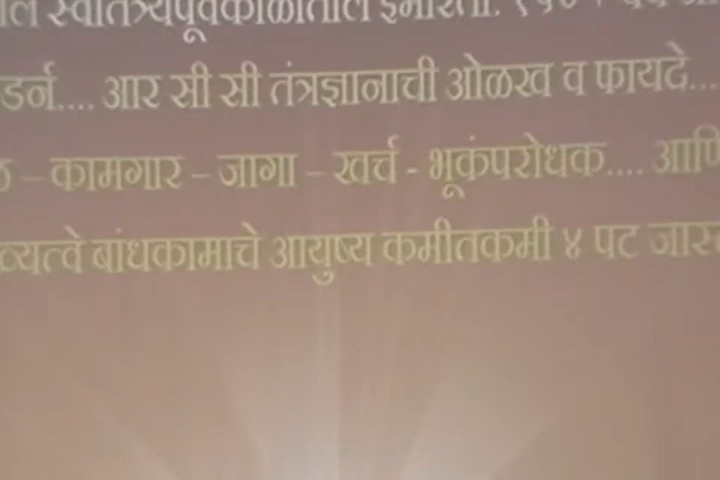 स्वातंत्र्यपूर्वकाळातील इमारती.
.... आर सी सी तंत्रज्ञानाची ओळख व फायदे...
– कामगार – जागा – खर्च - भूकंपरोधक.... आणि
बांधकामाचे आयुष्य कमीतकमी ४ पट